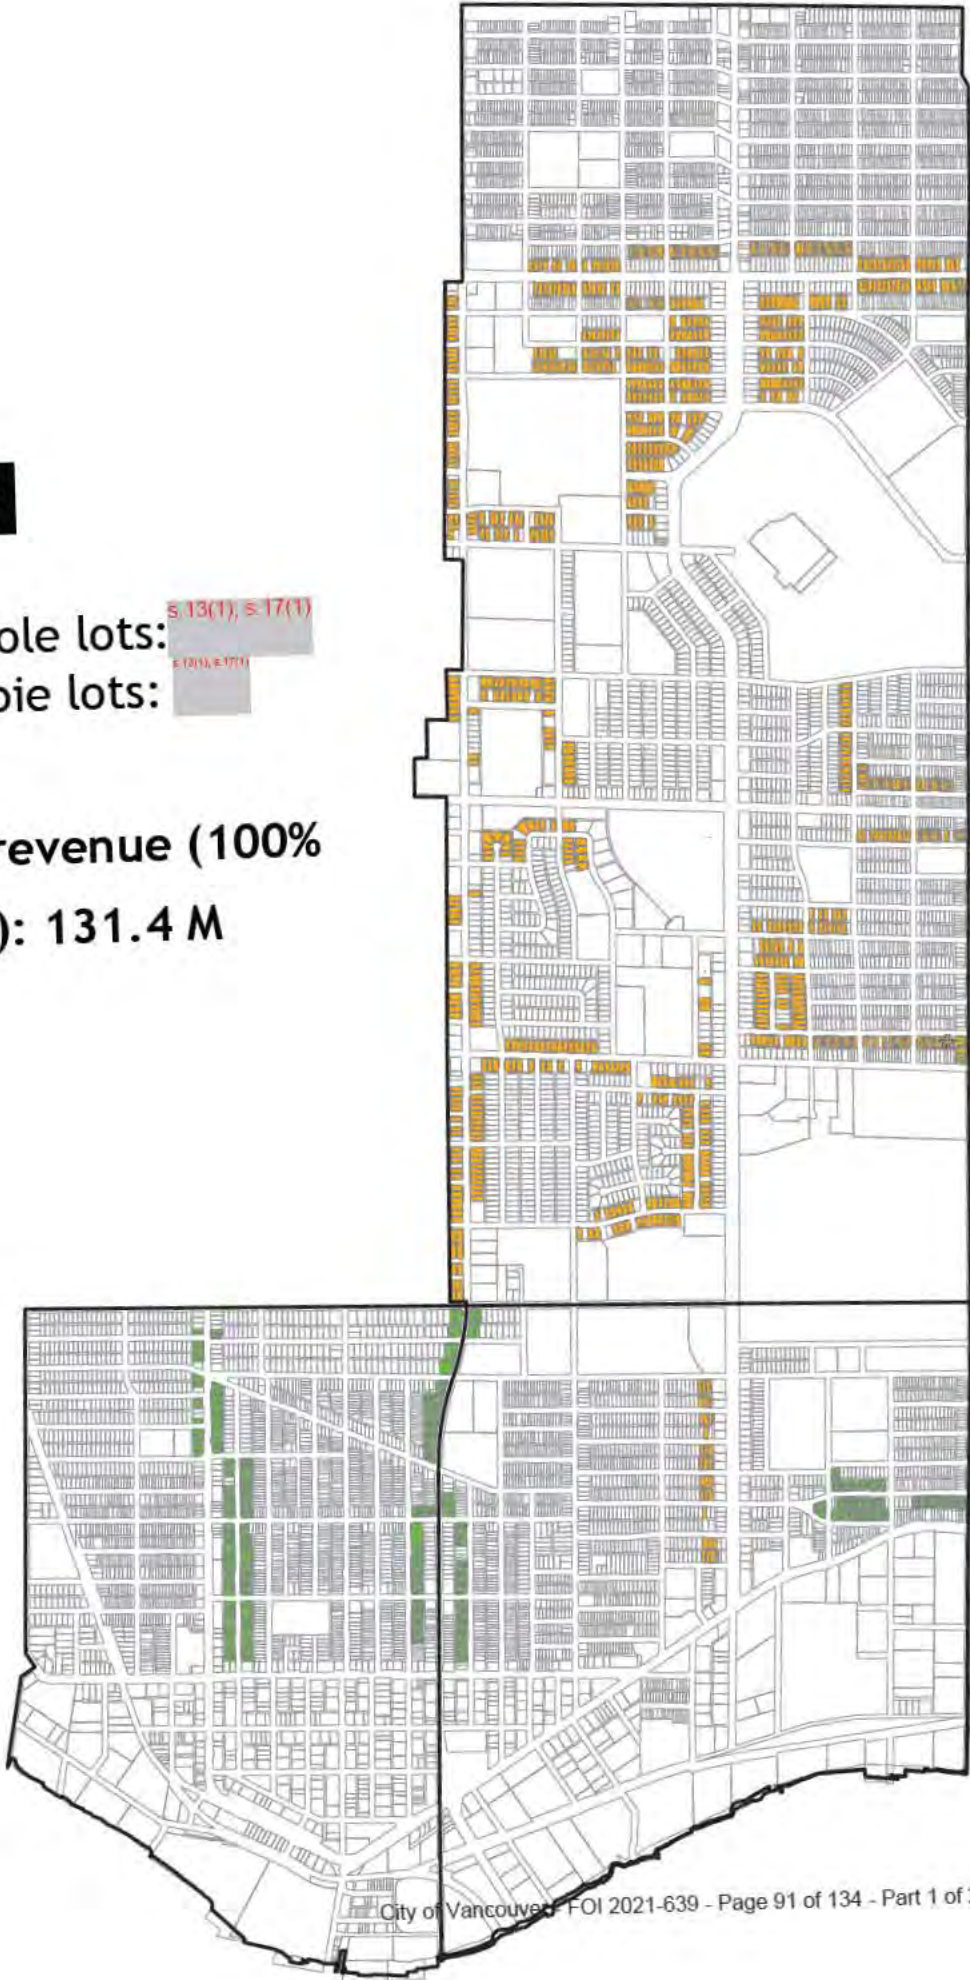 s.13(1), s.17(1)
ole lots:
s.13(1), s.17(1)
bie lots:
revenue (100%
): 131.4 M
City of Vancouver - FOI 2021-639 - Page 91 of 134 - Part 1 of